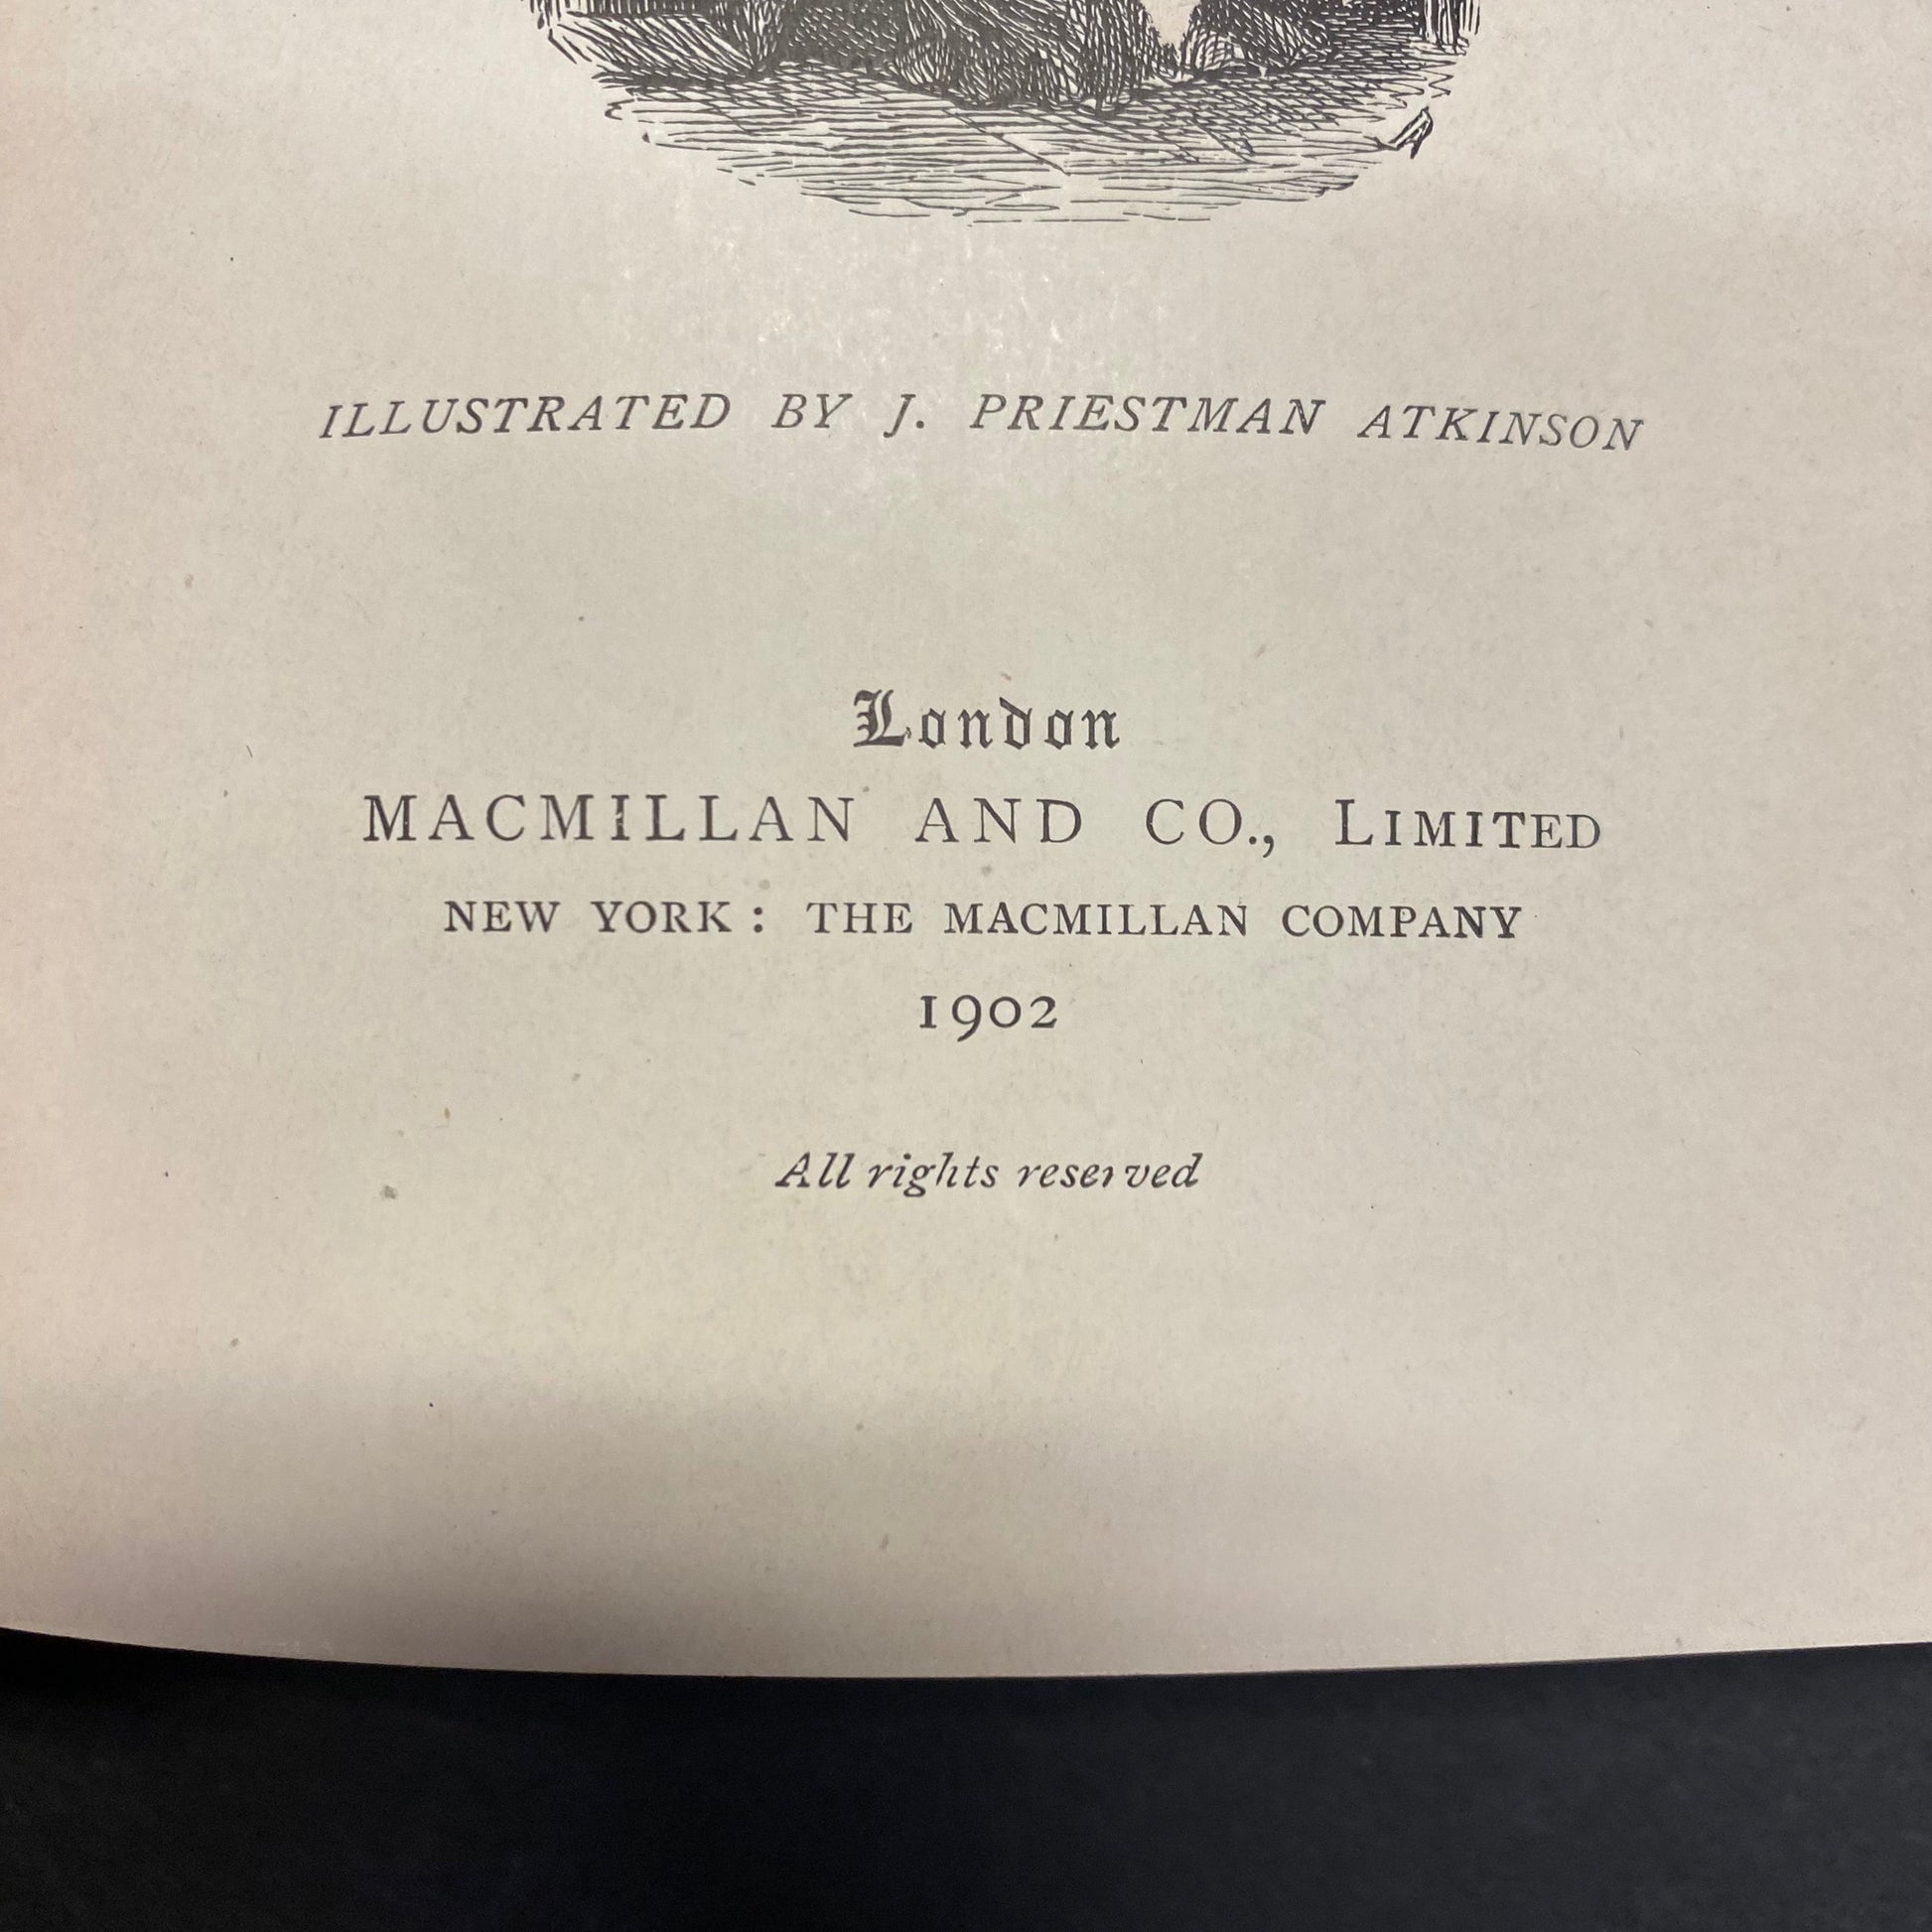 ILLUSTRATED BY J. PRIESTMAN ATKINSON
London
MACMILLAN AND CO., LIMITED
NEW YORK: THE MACMILLAN COMPANY
1902
All rights reserved